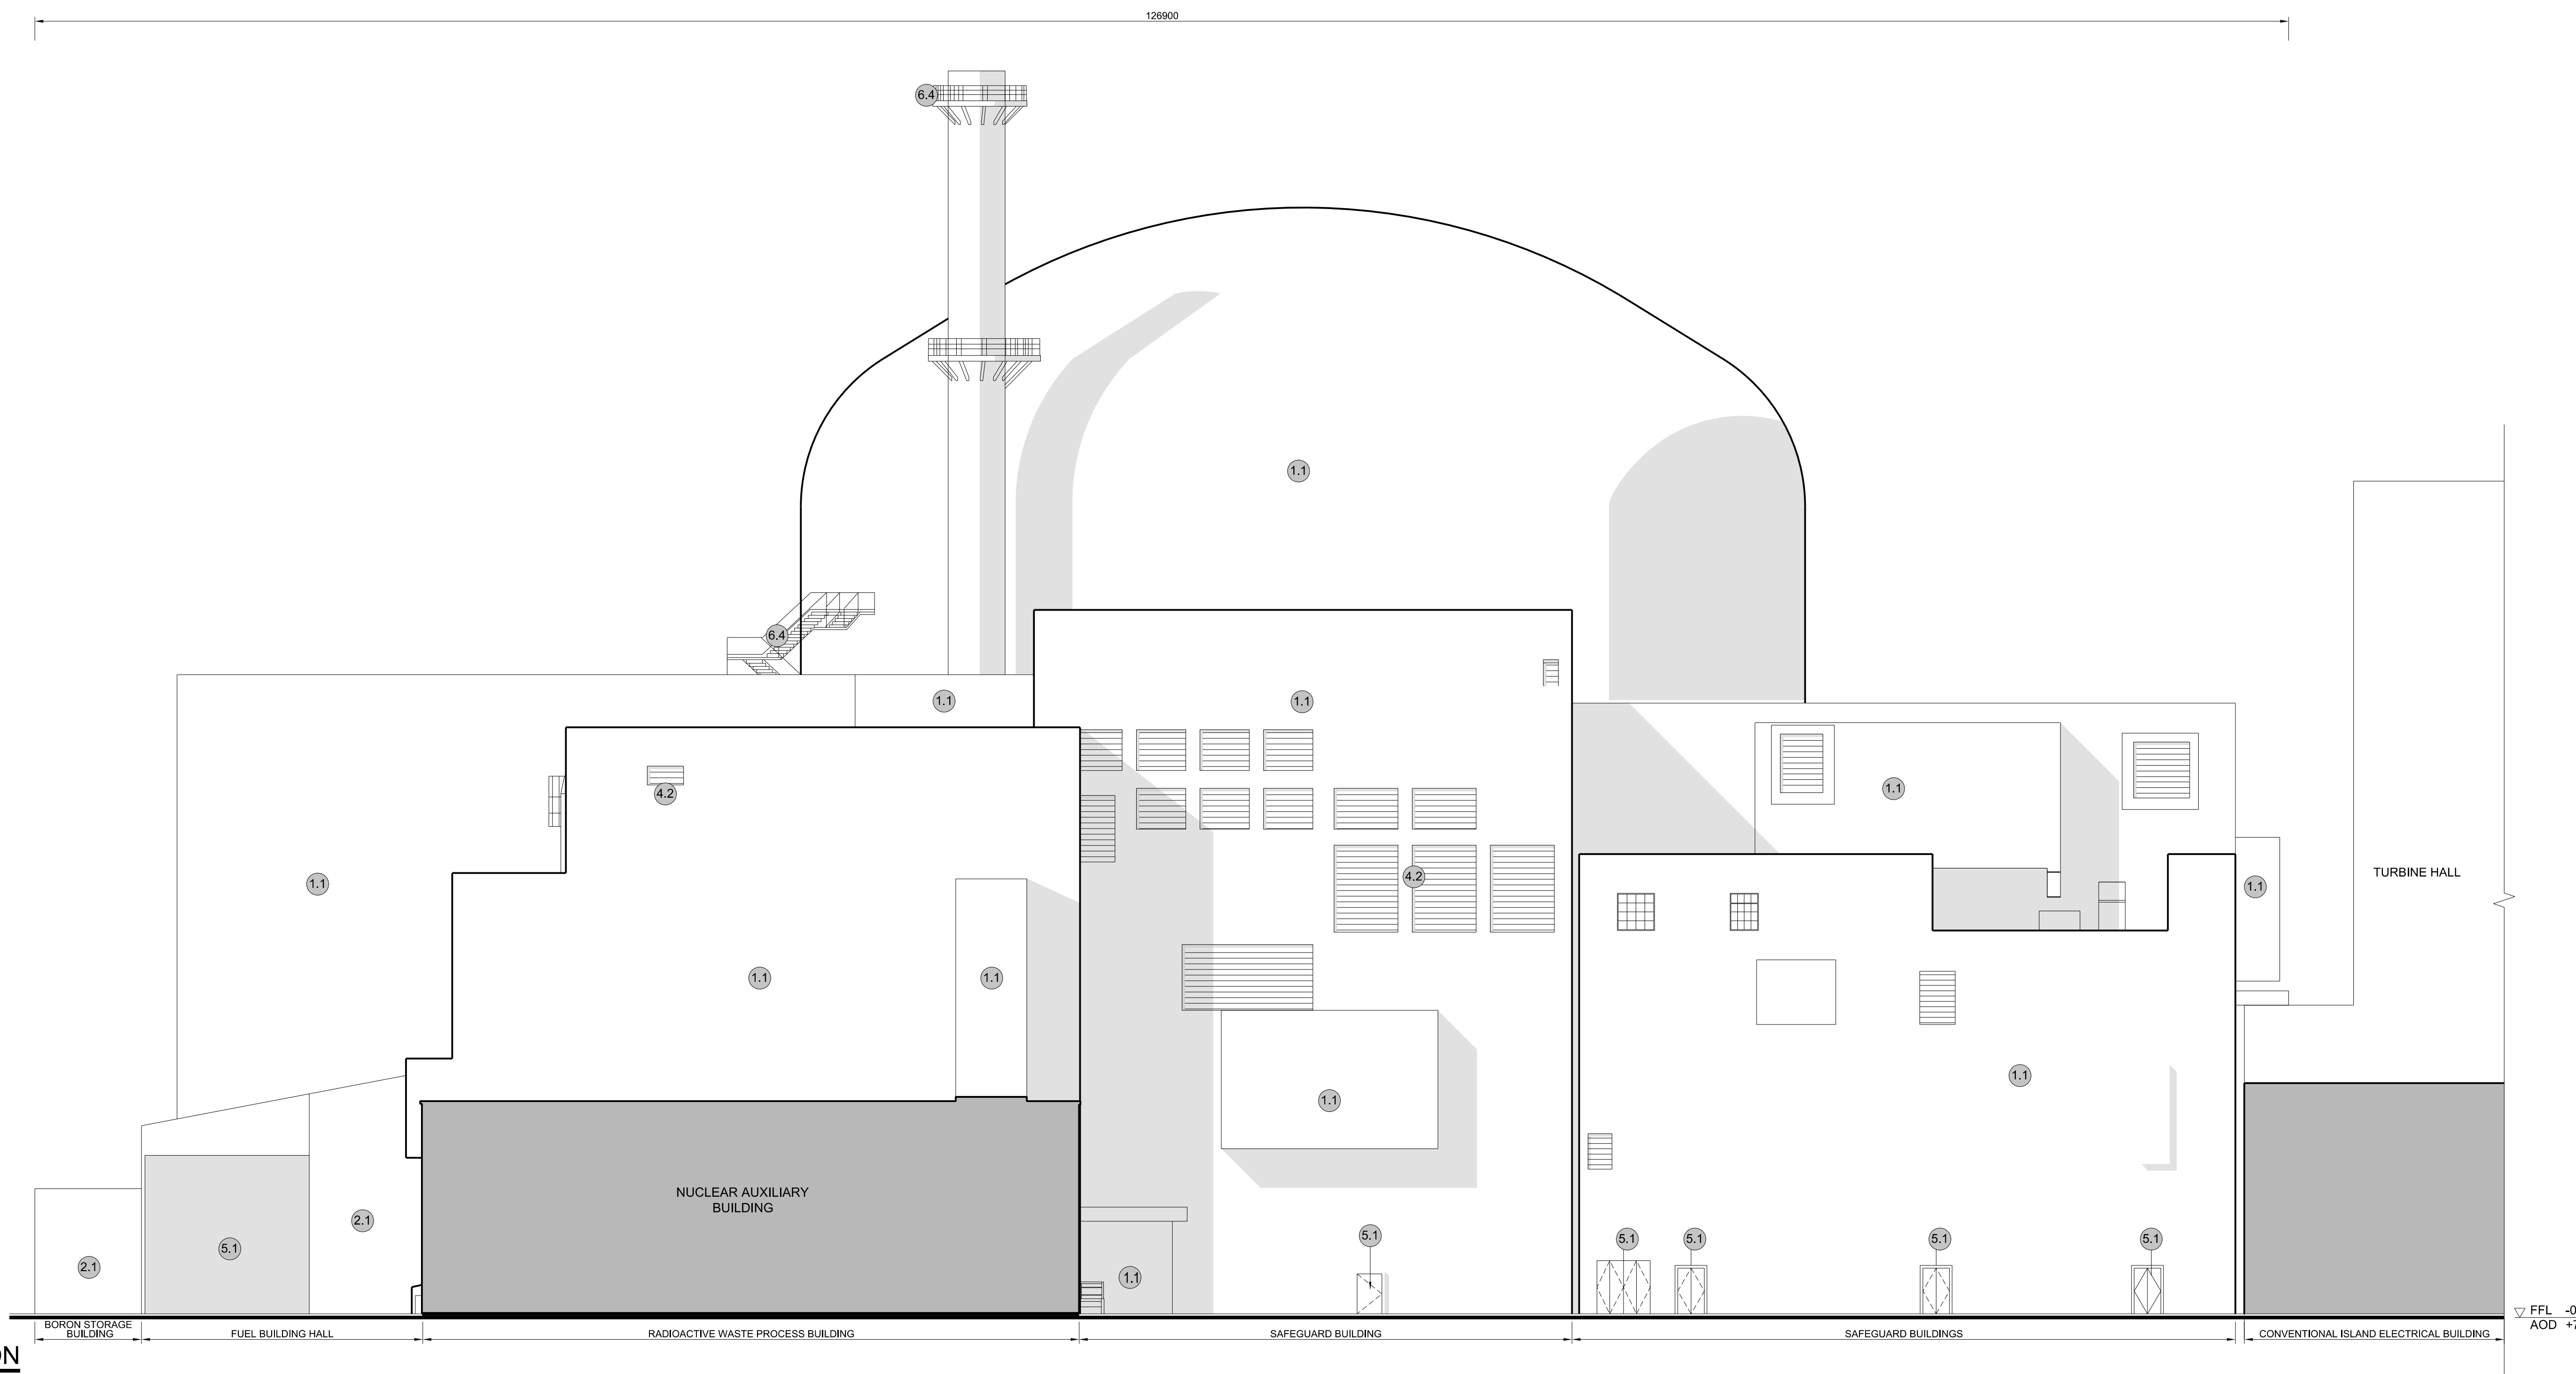 126900
6.4
1.1
6.4
1.1
1.1
4.2
1.1
1.1
4.2
1.1
1.1
TURBINE HALL
1.1
1.1
1.1
1.1
NUCLEAR AUXILIARY
BUILDING
2.1
5.1
2.1
1.1
5.1
5.1
5.1
5.1
5.1
FFL -0
AOD +7
BORON STORAGE
BUILDING
FUEL BUILDING HALL
RADIOACTIVE WASTE PROCESS BUILDING
SAFEGUARD BUILDING
SAFEGUARD BUILDINGS
CONVENTIONAL ISLAND ELECTRICAL BUILDING
ON